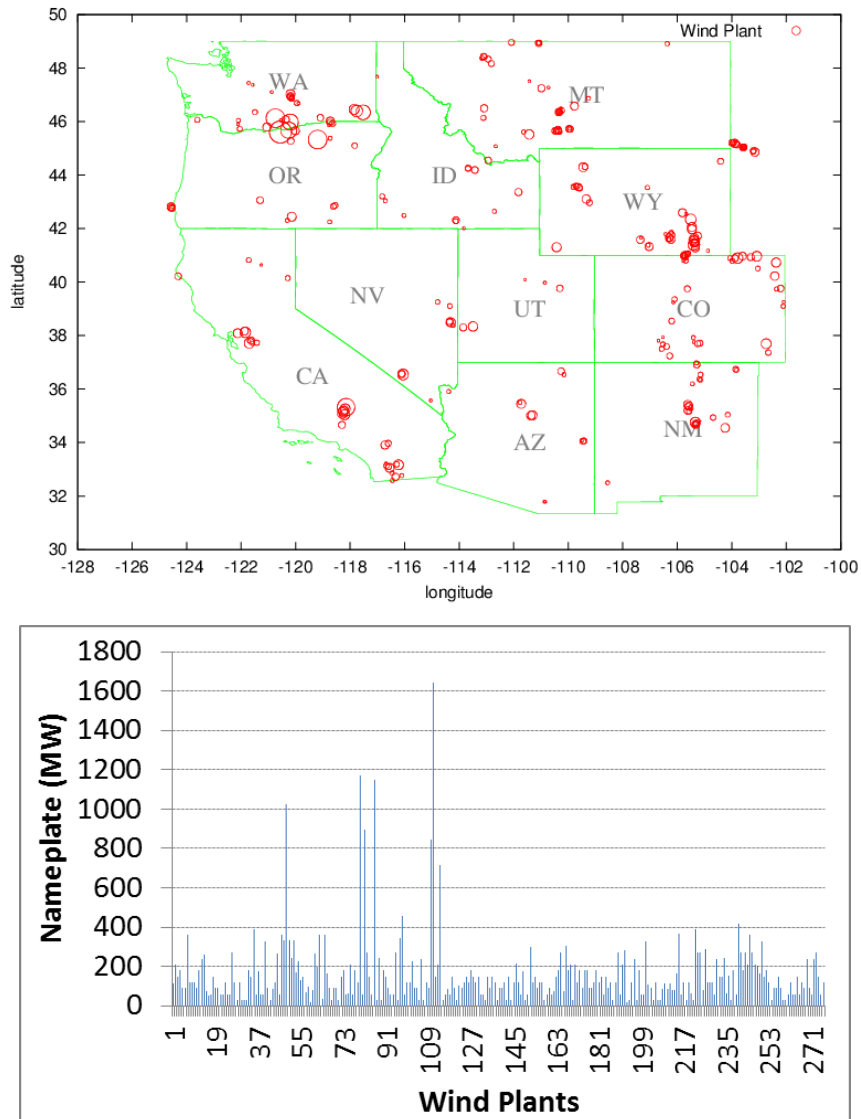 50
48
46
44
42
40
38
36
34
32
30
latitude
Wind Plant
WA
MT
OR
ID
WY
NV
UT
CO
CA
AZ
NM
-128 -126 -124 -122 -120 -118 -116 -114 -112 -110 -108 -106 -104 -102 -100
longitude
1800
1600
1400
1200
1000
800
600
400
200
0
Nameplate (MW)
1 19 37 55 73 91 109 127 145 163 181 199 217 235 253 271
Wind Plants